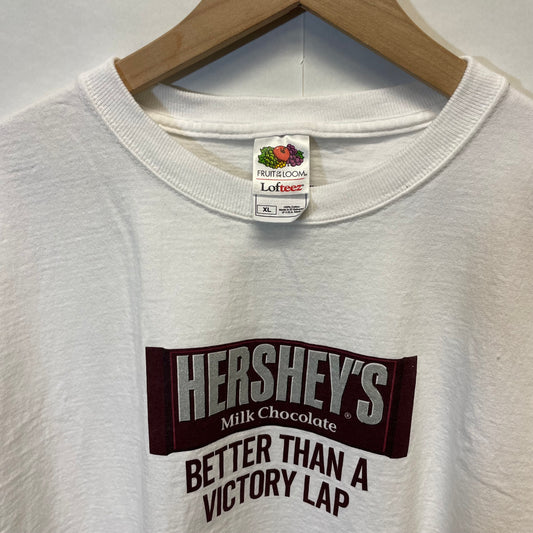 FRUIT OF THE LOOM
Lofteez
XL
HERSHEY'S®
Milk Chocolate
BETTER THAN A
VICTORY LAP